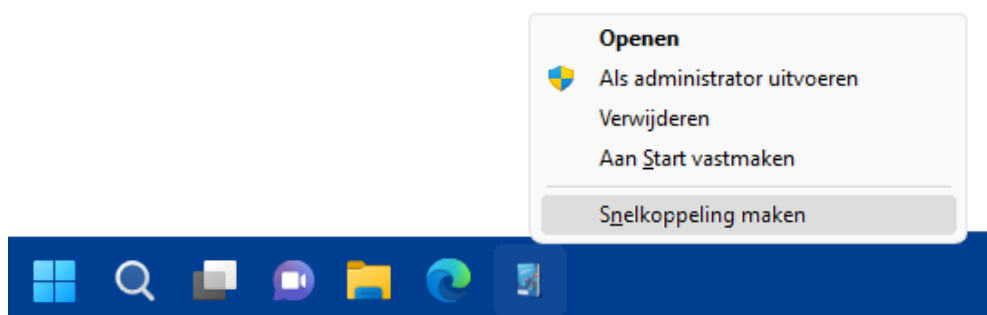 Openen
Als administrator uitvoeren
Verwijderen
Aan Start vastmaken
Snelkoppeling maken